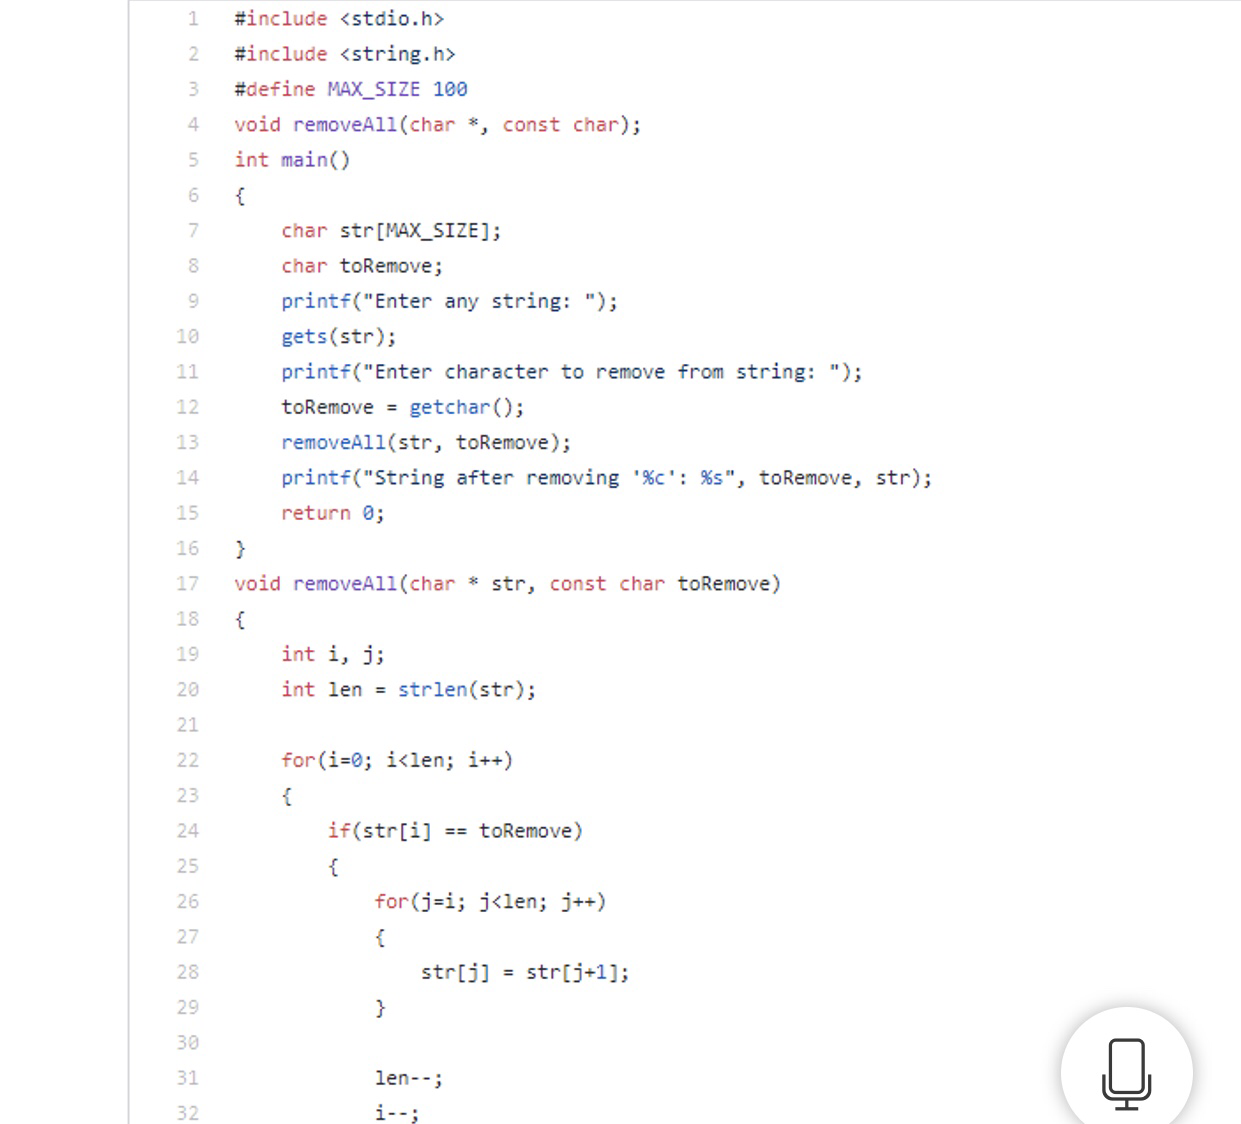 1 #include <stdio.h>
2 #include <string.h>
3 #define MAX_SIZE 100
4 void removeAll(char *, const char);
5 int main()
6 {
7     char str[MAX_SIZE];
8     char toRemove;
9     printf("Enter any string: ");
10     gets(str);
11     printf("Enter character to remove from string: ");
12     toRemove = getchar();
13     removeAll(str, toRemove);
14     printf("String after removing '%c': %s", toRemove, str);
15     return 0;
16 }
17 void removeAll(char * str, const char toRemove)
18 {
19     int i, j;
20     int len = strlen(str);
21
22     for(i=0; i<len; i++)
23     {
24         if(str[i] == toRemove)
25         {
26             for(j=i; j<len; j++)
27             {
28                 str[j] = str[j+1];
29             }
30
31             len--;
32             i--;